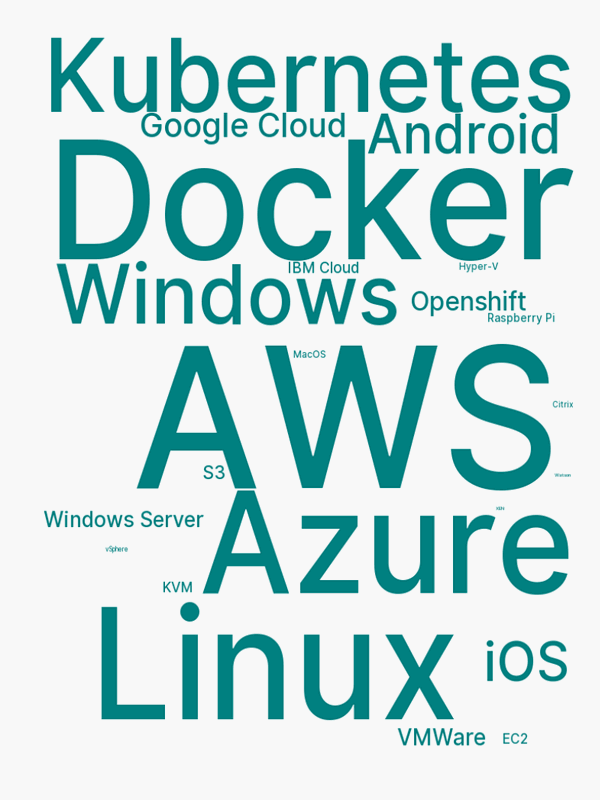 Kubernetes
Google Cloud
Android
Docker
IBM Cloud
Hyper-V
Windows
Openshift
Raspberry Pi
MacOS
AWS
Citrix
S3
Windows Server
Azure
vSphere
KVM
Linux
iOS
VMWare
EC2